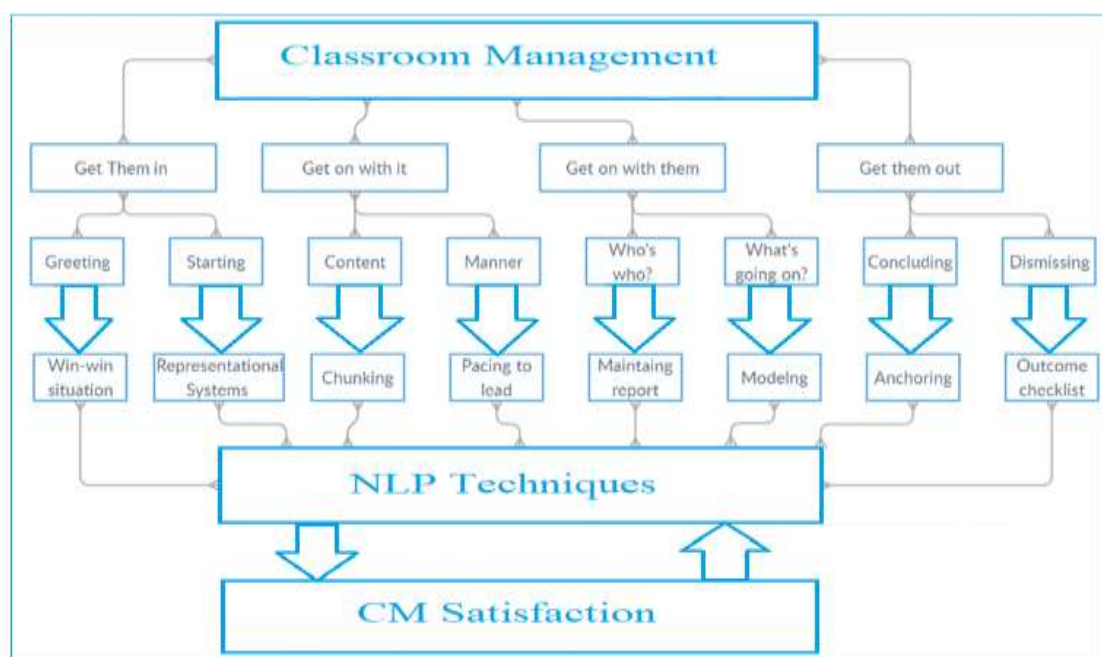 Classroom Management
Get Them in
Get on with it
Get on with them
Get them out
Greeting
Starting
Content
Manner
Who's
who?
What's
going on?
Concluding
Dismissing
Win-win
situation
Representational
Systems
Chunking
Pacing to
lead
Maintaing
report
Modelng
Anchoring
Outcome
checklist
NLP Techniques
CM Satisfaction